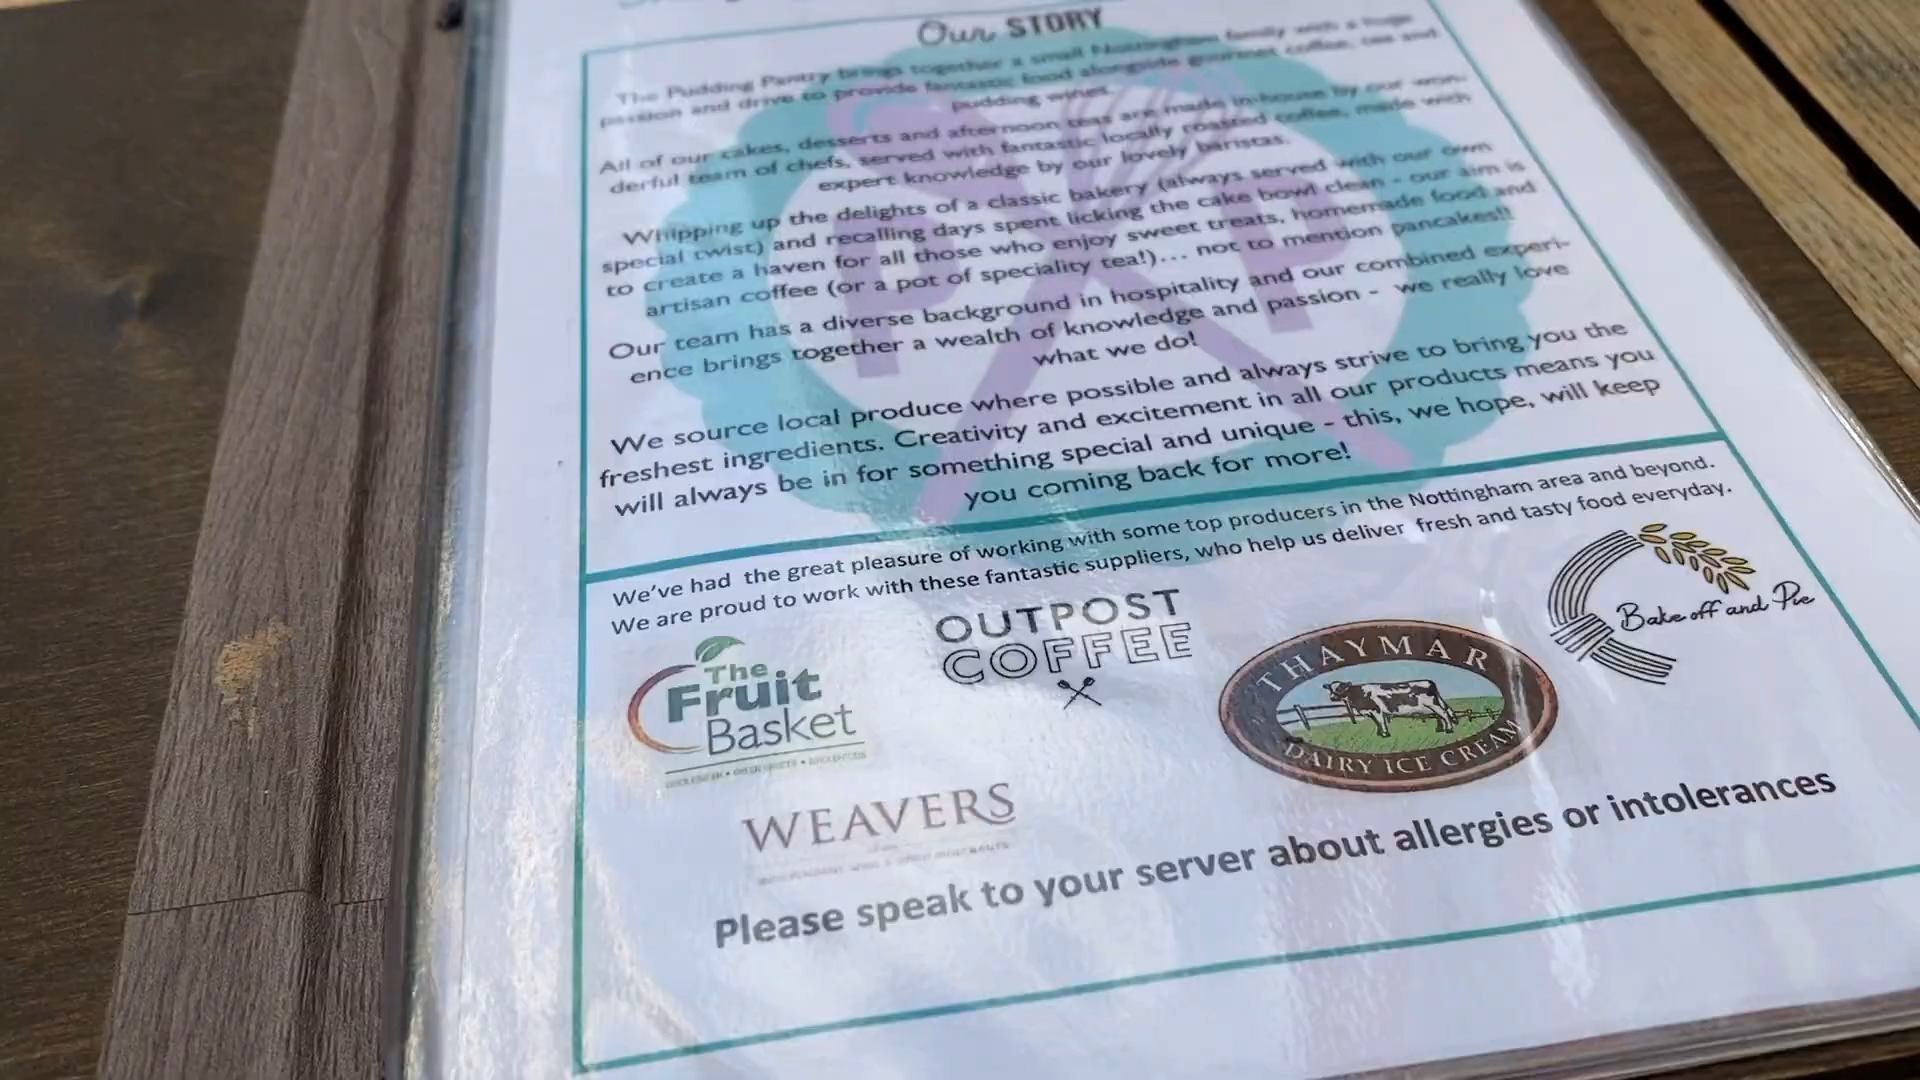 Our STORY
The Pudding Pantry brings together a small Nottingham family with a huge
passion and drive to provide fantastic food alongside gourmet coffee, tea and
pudding wines.
All of our cakes, desserts and afternoon teas are made in-house by our won-
derful team of chefs, served with fantastic locally roasted coffee, made with
expert knowledge by our lovely baristas.
Whipping up the delights of a classic bakery (always served with our own
special twist) and recalling days spent licking the cake bowl clean - our aim is
to create a haven for all those who enjoy sweet treats, homemade food and
artisan coffee (or a pot of speciality tea!)... not to mention pancakes!!
Our team has a diverse background in hospitality and our combined experi-
ence brings together a wealth of knowledge and passion - we really love
what we do!
We source local produce where possible and always strive to bring you the
freshest ingredients. Creativity and excitement in all our products means you
will always be in for something special and unique - this, we hope, will keep
you coming back for more!
P P
We've had the great pleasure of working with some top producers in the Nottingham area and beyond.
We are proud to work with these fantastic suppliers, who help us deliver fresh and tasty food everyday.
The
Fruit
Basket
OUTPOST
COFFEE
THAYMAR
DAIRY ICE CREAM
Bake off and Pie
WEAVERS
Please speak to your server about allergies or intolerances